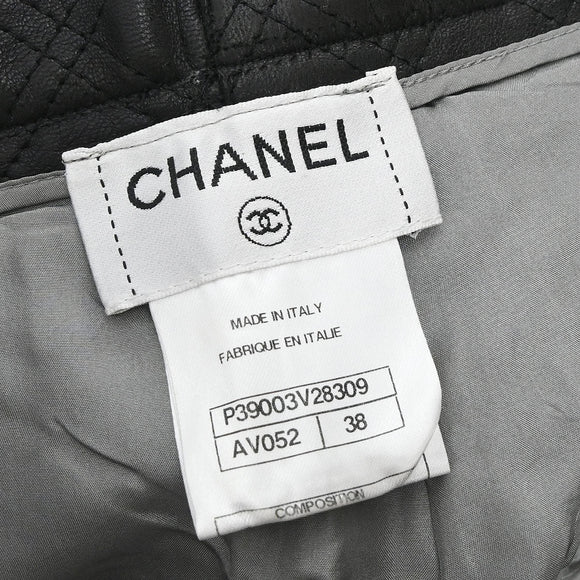 CHANEL
MADE IN ITALY
FABRIQUE EN ITALIE
P39003V28309
AV052 38
COMPOSITION